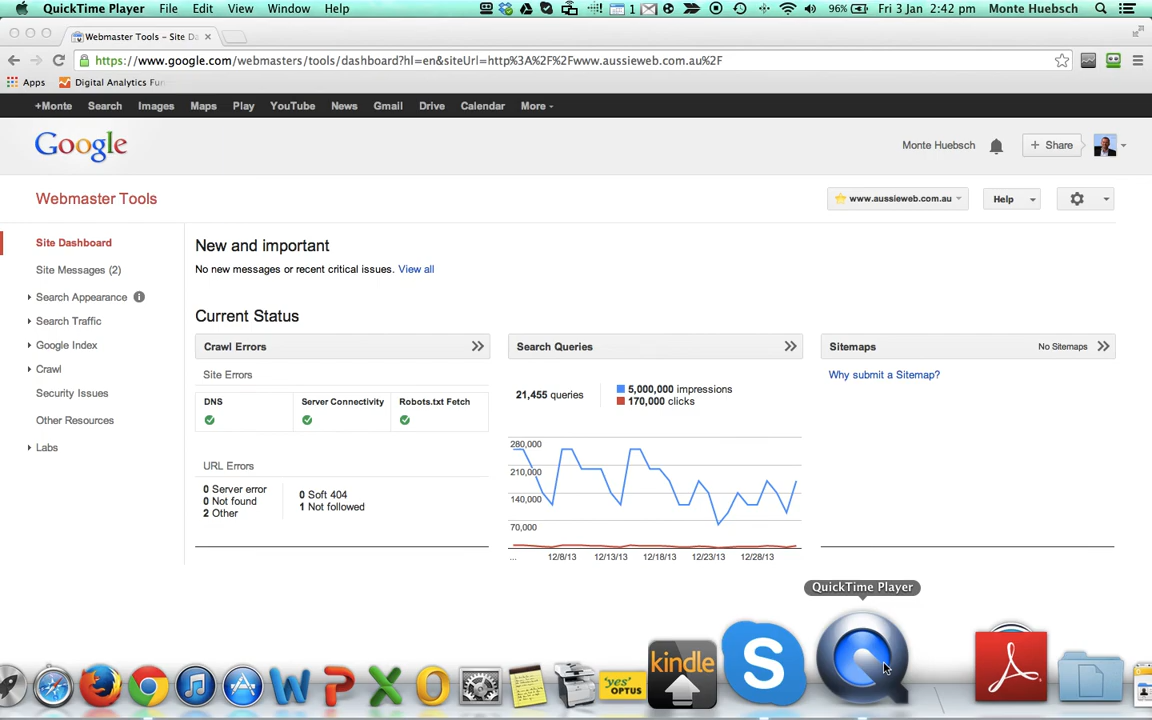 QuickTime Player File Edit View Window Help 1 96% Fri 3 Jan 2:42 pm Monte Huebsch
Webmaster Tools – Site Da
https://www.google.com/webmasters/tools/dashboard?hl=en&siteUrl=http%3A%2F%2Fwww.aussieweb.com.au%2F
Apps Digital Analytics Fun
+Monte Search Images Maps Play YouTube News Gmail Drive Calendar More
Google
Monte Huebsch + Share
Webmaster Tools
www.aussieweb.com.au Help
Site Dashboard
Site Messages (2)
Search Appearance i
Search Traffic
Google Index
Crawl
Security Issues
Other Resources
Labs
New and important
No new messages or recent critical issues. View all
Current Status
Crawl Errors
Site Errors
DNS Server Connectivity Robots.txt Fetch
URL Errors
0 Server error
0 Not found
2 Other
0 Soft 404
1 Not followed
Search Queries
21,455 queries
5,000,000 impressions
170,000 clicks
280,000
210,000
140,000
70,000
... 12/8/13 12/13/13 12/18/13 12/23/13 12/28/13
Sitemaps No Sitemaps
Why submit a Sitemap?
QuickTime Player
'yes'
OPTUS
kindle